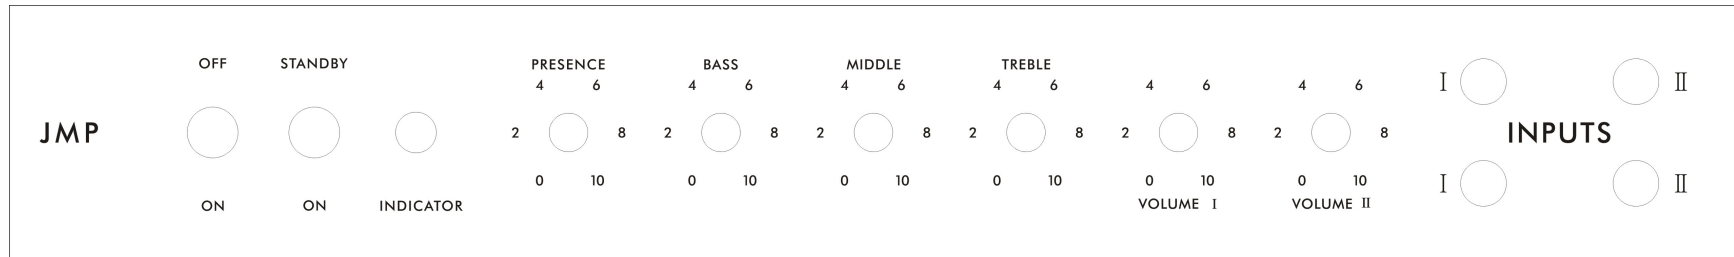 OFF STANDBY PRESENCE BASS MIDDLE TREBLE
4 6 4 6 4 6 4 6 4 6 4 6 I II
JMP 2 8 2 8 2 8 2 8 2 8 2 8 INPUTS
0 10 0 10 0 10 0 10 0 10 0 10 I II
ON ON INDICATOR VOLUME I VOLUME II